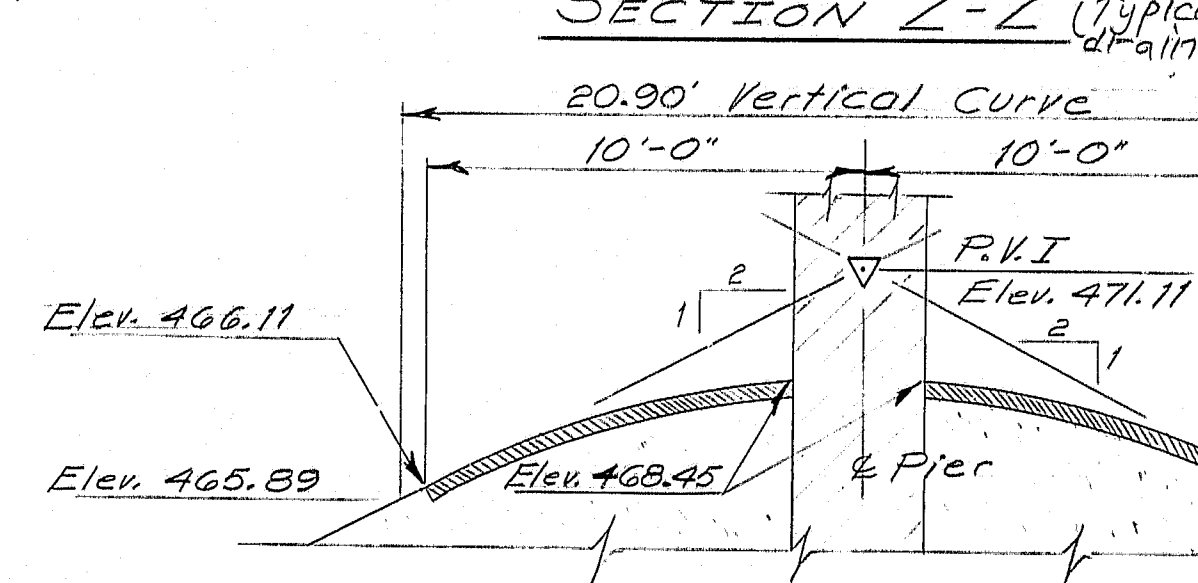 SECTION Z-Z
20.90' Vertical Curve
10'-0" 10'-0"
P.V.I
Elev. 471.11
2
1
Elev. 466.11
2
1
Elev. 465.89
Elev. 468.45
℄ Pier